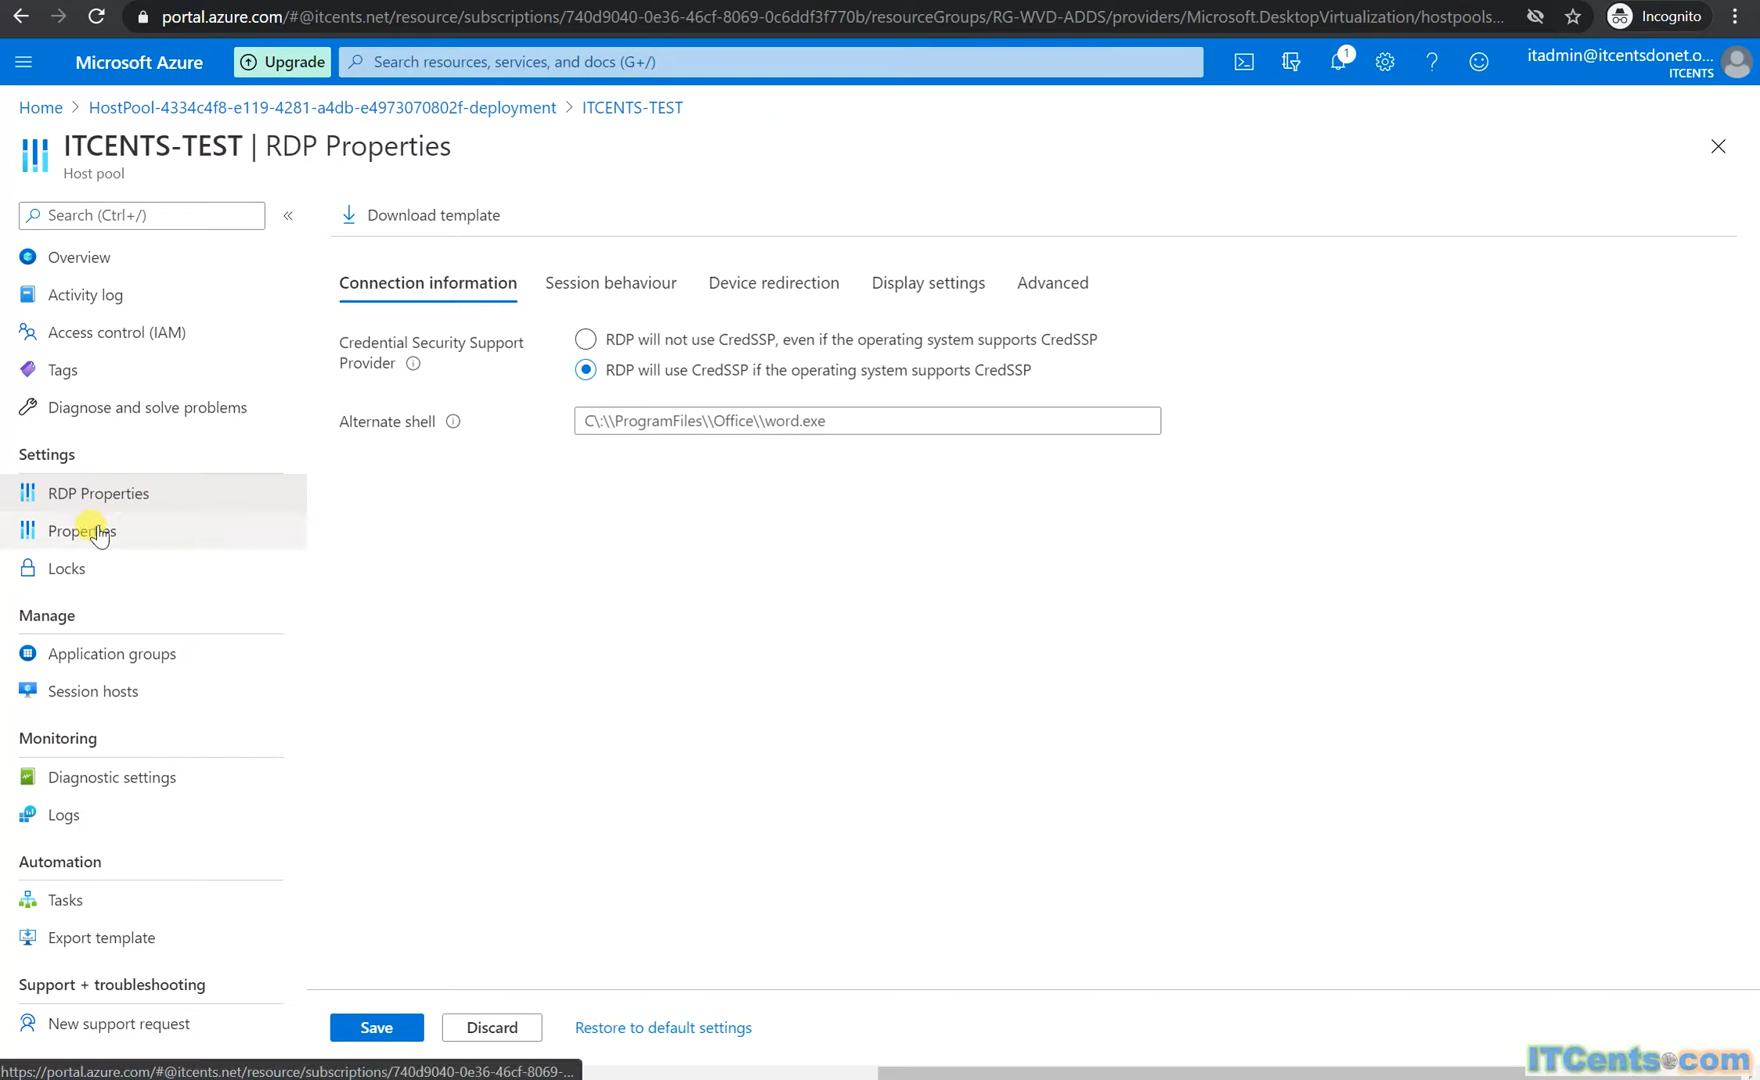 portal.azure.com/#@itcents.net/resource/subscriptions/740d9040-0e36-46cf-8069-0c6ddf3f770b/resourceGroups/RG-WVD-ADDS/providers/Microsoft.DesktopVirtualization/hostpools...
Incognito
Microsoft Azure
Upgrade
Search resources, services, and docs (G+/)
1
itadmin@itcentsdonet.o...
ITCENTS
Home > HostPool-4334c4f8-e119-4281-a4db-e4973070802f-deployment > ITCENTS-TEST
ITCENTS-TEST | RDP Properties
Host pool
Search (Ctrl+/)
«
Download template
Overview
Activity log
Access control (IAM)
Tags
Diagnose and solve problems
Settings
RDP Properties
Properties
Locks
Manage
Application groups
Session hosts
Monitoring
Diagnostic settings
Logs
Automation
Tasks
Export template
Support + troubleshooting
New support request
Connection information
Session behaviour
Device redirection
Display settings
Advanced
Credential Security Support
Provider
RDP will not use CredSSP, even if the operating system supports CredSSP
RDP will use CredSSP if the operating system supports CredSSP
Alternate shell
C\:\\ProgramFiles\\Office\\word.exe
Save
Discard
Restore to default settings
https://portal.azure.com/#@itcents.net/resource/subscriptions/740d9040-0e36-46cf-8069-...
ITCents.com